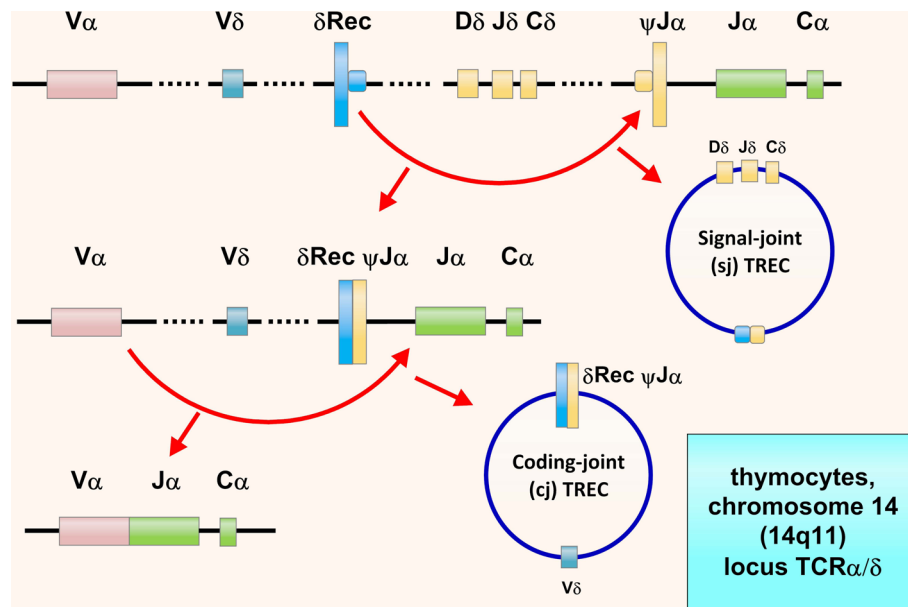 Vα Vδ δRec Dδ Jδ Cδ ψJα Jα Cα
Dδ Jδ Cδ
Signal-joint
(sj) TREC
Vα Vδ δRec ψJα Jα Cα
δRec ψJα
Coding-joint
(cj) TREC
Vδ
Vα Jα Cα
thymocytes,
chromosome 14
(14q11)
locus TCRα/δ